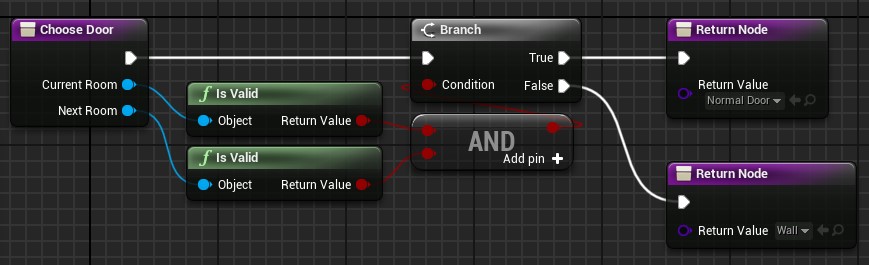 Choose Door
Current Room
Next Room
f Is Valid
Object Return Value
f Is Valid
Object Return Value
Branch
True
Condition False
AND
Add pin
Return Node
Return Value
Normal Door
Return Node
Return Value Wall